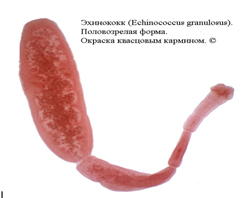 Эхинококк (Echinococcus granulosus).
Половозрелая форма.
Окраска квасцовым кармином. ©